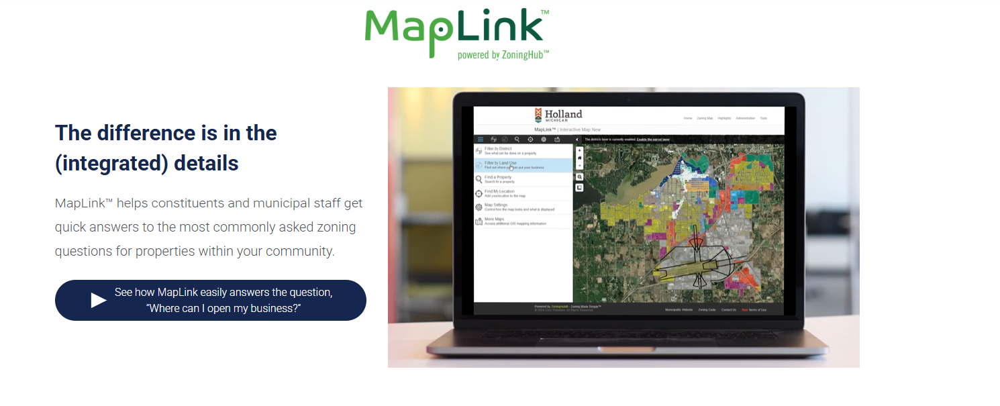 MapLink™
powered by ZoningHub™
The difference is in the
(integrated) details
MapLink™ helps constituents and municipal staff get
quick answers to the most commonly asked zoning
questions for properties within your community.
See how MapLink easily answers the question,
“Where can I open my business?”
Holland
MICHIGAN
Home Zoning Map Highlights Administration Tools
MapLink™ | Interactive Map New
The districts layer is currently enabled. Enable the parcel layer
Filter by District
See what can be done on a property
Filter by Land Use
Find out where you can put your business
Find a Property
Search for a property
Find My Location
Add your location to the map
Map Settings
Control how the map looks and what is displayed
More Maps
Access additional GIS mapping information
Powered by ZoningHub® - Zoning Made Simple™
Municipality Website Zoning Code Contact Us New Terms of Use